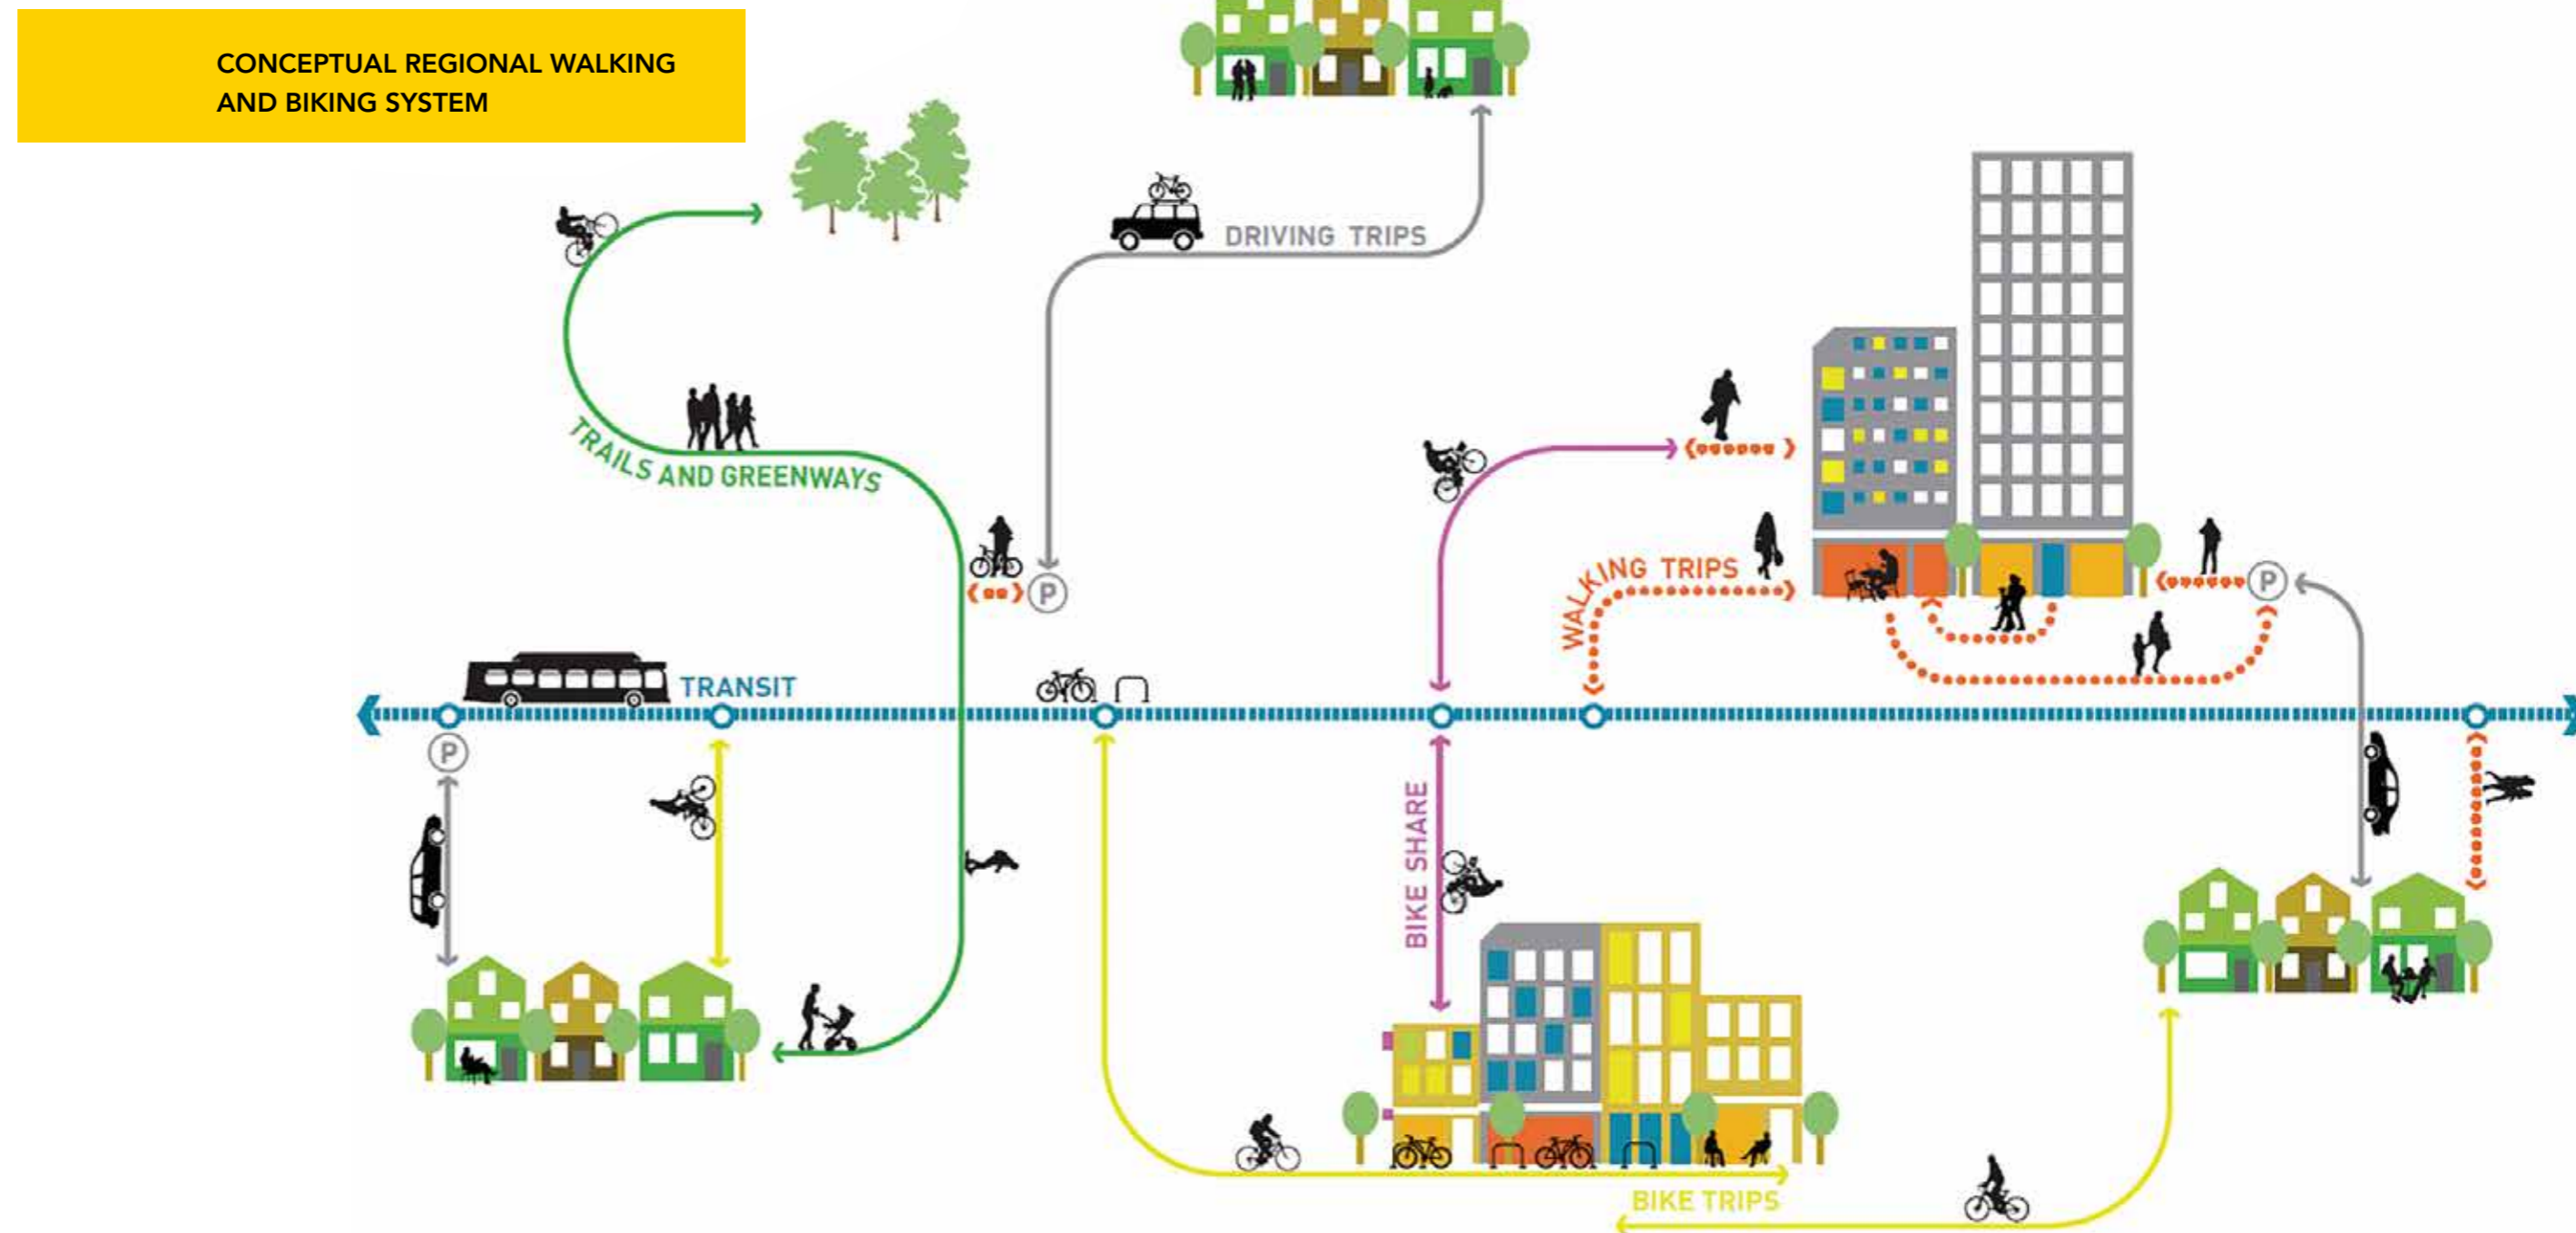 CONCEPTUAL REGIONAL WALKING
AND BIKING SYSTEM
DRIVING TRIPS
TRAILS AND GREENWAYS
WALKING TRIPS
P
P
TRANSIT
P
BIKE SHARE
BIKE TRIPS